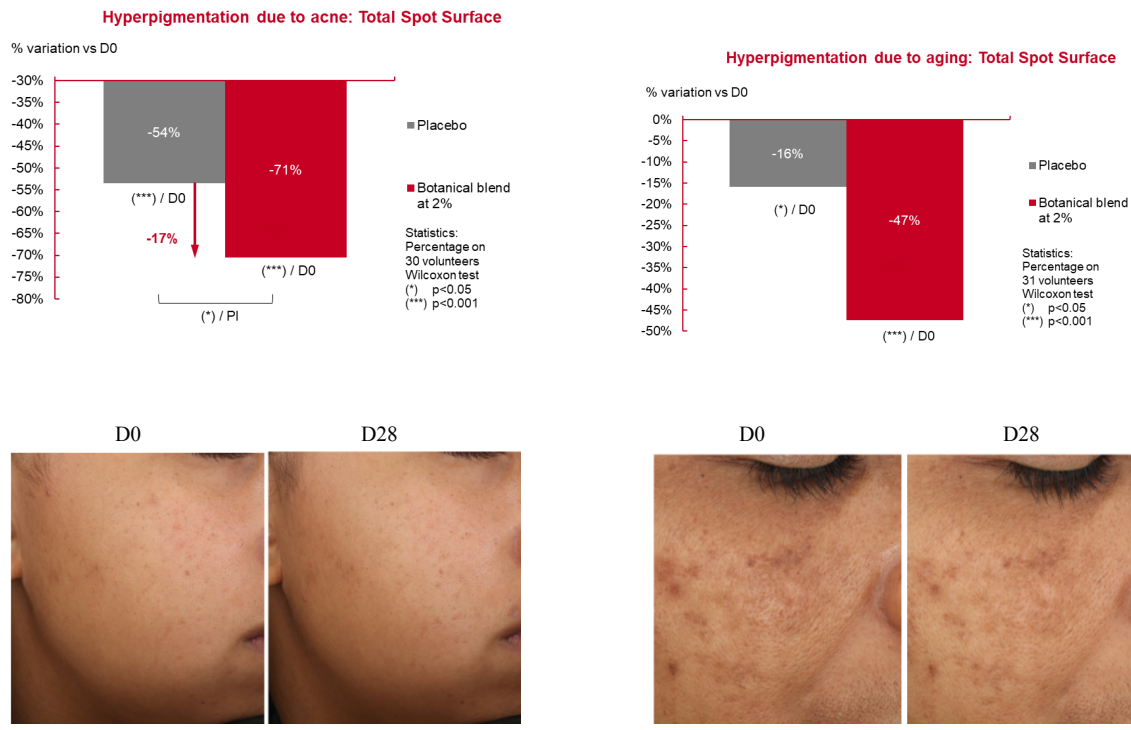 Hyperpigmentation due to acne: Total Spot Surface
% variation vs D0
-30%
-35%
-40%
-45%
-50%
-55%
-60%
-65%
-70%
-75%
-80%
-54%
-71%
(***) / D0
-17%
(***) / D0
(*) / PI
Placebo
Botanical blend
at 2%
Statistics:
Percentage on
30 volunteers
Wilcoxon test
(*) p<0.05
(***) p<0.001
Hyperpigmentation due to aging: Total Spot Surface
% variation vs D0
0%
-5%
-10%
-15%
-20%
-25%
-30%
-35%
-40%
-45%
-50%
-16%
(*) / D0
-47%
(***) / D0
Placebo
Botanical blend
at 2%
Statistics:
Percentage on
31 volunteers
Wilcoxon test
(*) p<0.05
(***) p<0.001
D0
D28
D0
D28